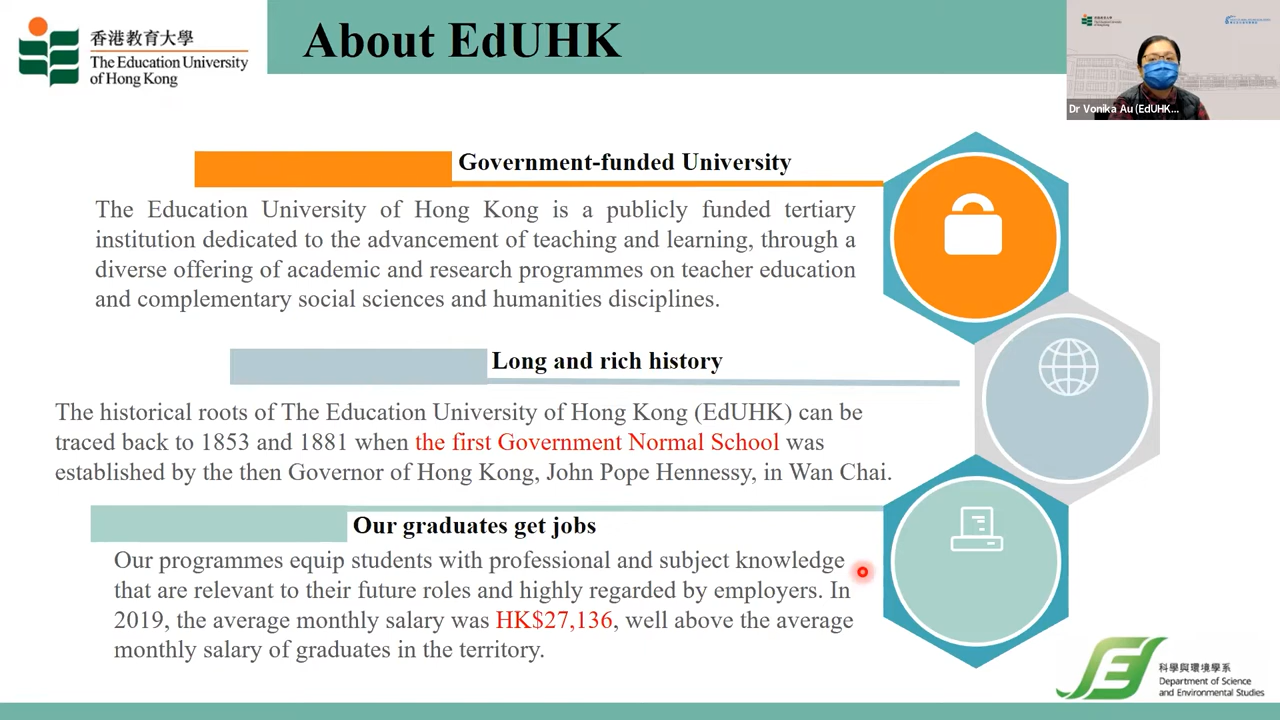 香港教育大學
The Education University
of Hong Kong
About EdUHK
Dr Vonika Au (EdUHK...
Government-funded University
The Education University of Hong Kong is a publicly funded tertiary
institution dedicated to the advancement of teaching and learning, through a
diverse offering of academic and research programmes on teacher education
and complementary social sciences and humanities disciplines.
Long and rich history
The historical roots of The Education University of Hong Kong (EdUHK) can be
traced back to 1853 and 1881 when the first Government Normal School was
established by the then Governor of Hong Kong, John Pope Hennessy, in Wan Chai.
Our graduates get jobs
Our programmes equip students with professional and subject knowledge
that are relevant to their future roles and highly regarded by employers. In
2019, the average monthly salary was HK$27,136, well above the average
monthly salary of graduates in the territory.
科學與環境學系
Department of Science
and Environmental Studies